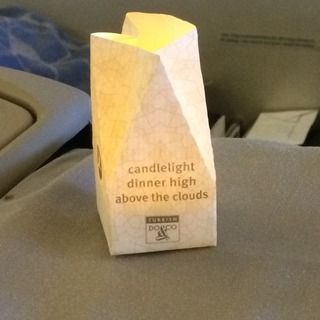 candlelight
dinner high
above the clouds
TURKISH
DO&CO